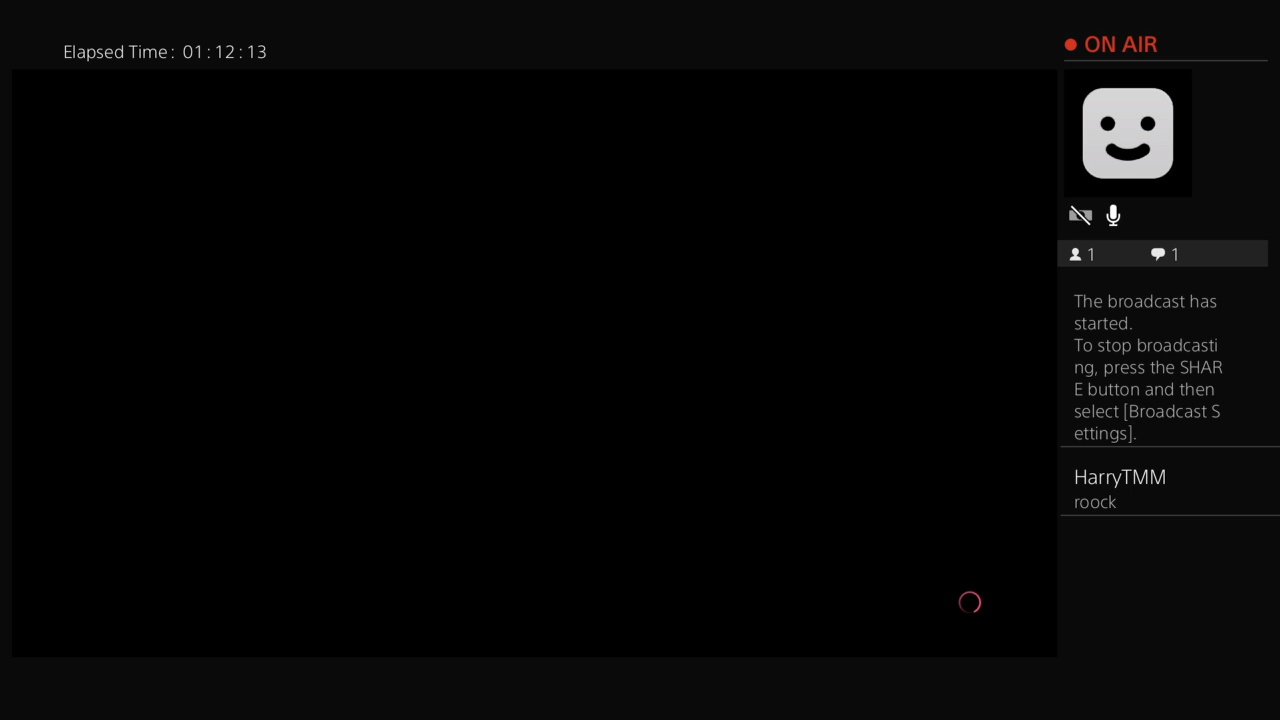 Elapsed Time: 01:12:13
ON AIR
1 1
The broadcast has
started.
To stop broadcasti
ng, press the SHAR
E button and then
select [Broadcast S
ettings].
HarryTMM
roock